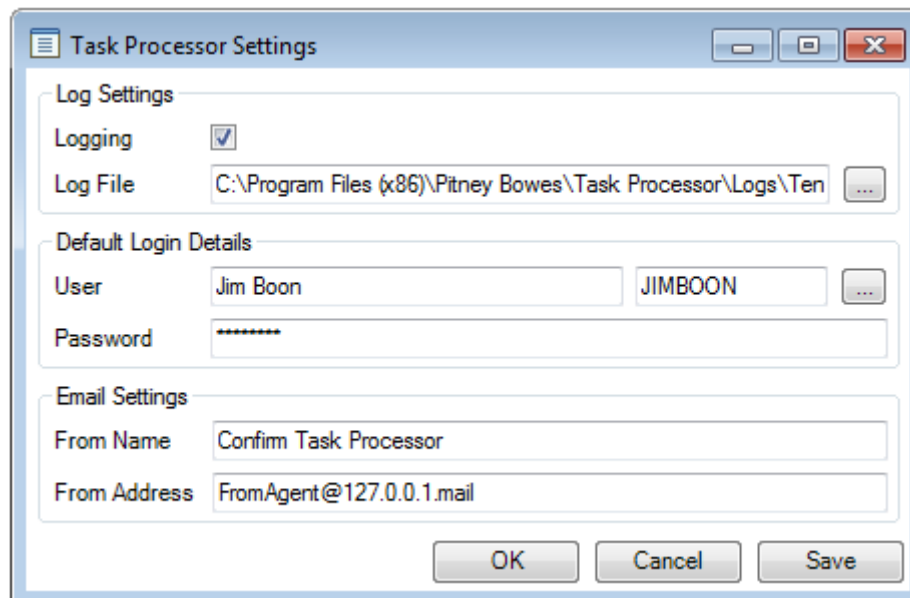 Task Processor Settings
Log Settings
Logging
Log File C:\Program Files (x86)\Pitney Bowes\Task Processor\Logs\Ten ...
Default Login Details
User Jim Boon JIMBOON ...
Password ********
Email Settings
From Name Confirm Task Processor
From Address FromAgent@127.0.0.1.mail
OK Cancel Save